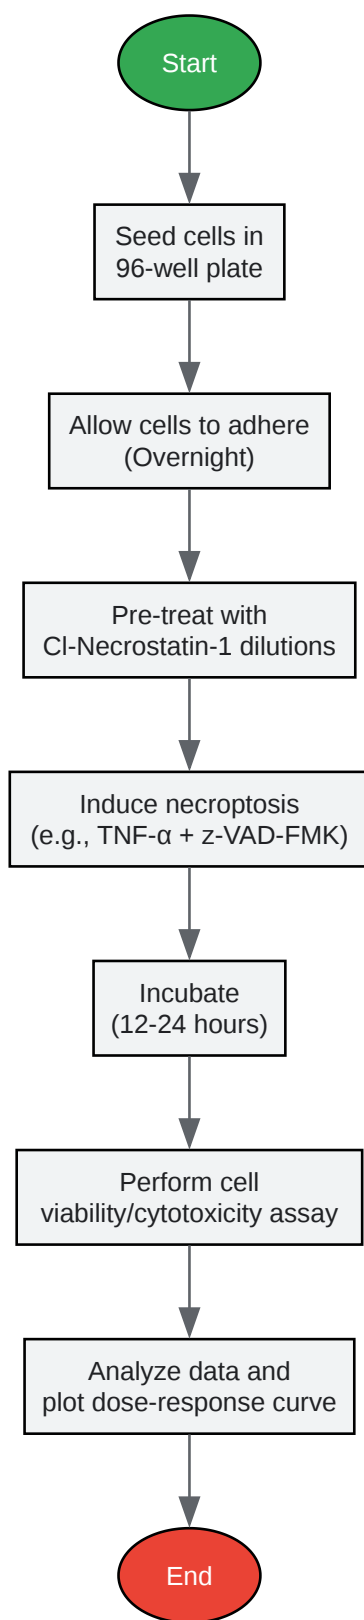 Start
Seed cells in
96-well plate
Allow cells to adhere
(Overnight)
Pre-treat with
Cl-Necrostatin-1 dilutions
Induce necroptosis
(e.g., TNF-α + z-VAD-FMK)
Incubate
(12-24 hours)
Perform cell
viability/cytotoxicity assay
Analyze data and
plot dose-response curve
End